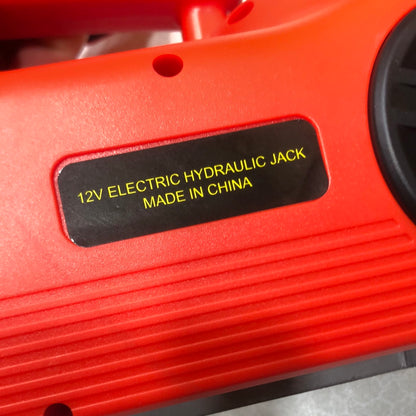 12V ELECTRIC HYDRAULIC JACK
MADE IN CHINA